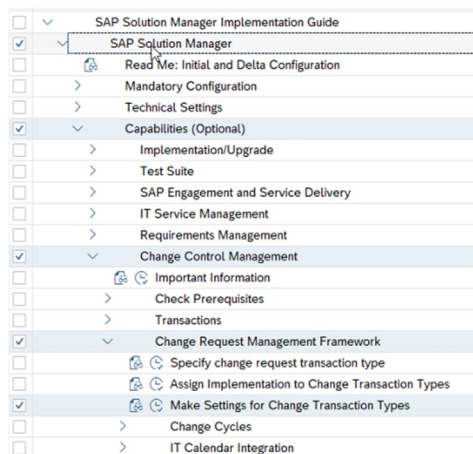 SAP Solution Manager Implementation Guide
SAP Solution Manager
Read Me: Initial and Delta Configuration
Mandatory Configuration
Technical Settings
Capabilities (Optional)
Implementation/Upgrade
Test Suite
SAP Engagement and Service Delivery
IT Service Management
Requirements Management
Change Control Management
Important Information
Check Prerequisites
Transactions
Change Request Management Framework
Specify change request transaction type
Assign Implementation to Change Transaction Types
Make Settings for Change Transaction Types
Change Cycles
IT Calendar Integration